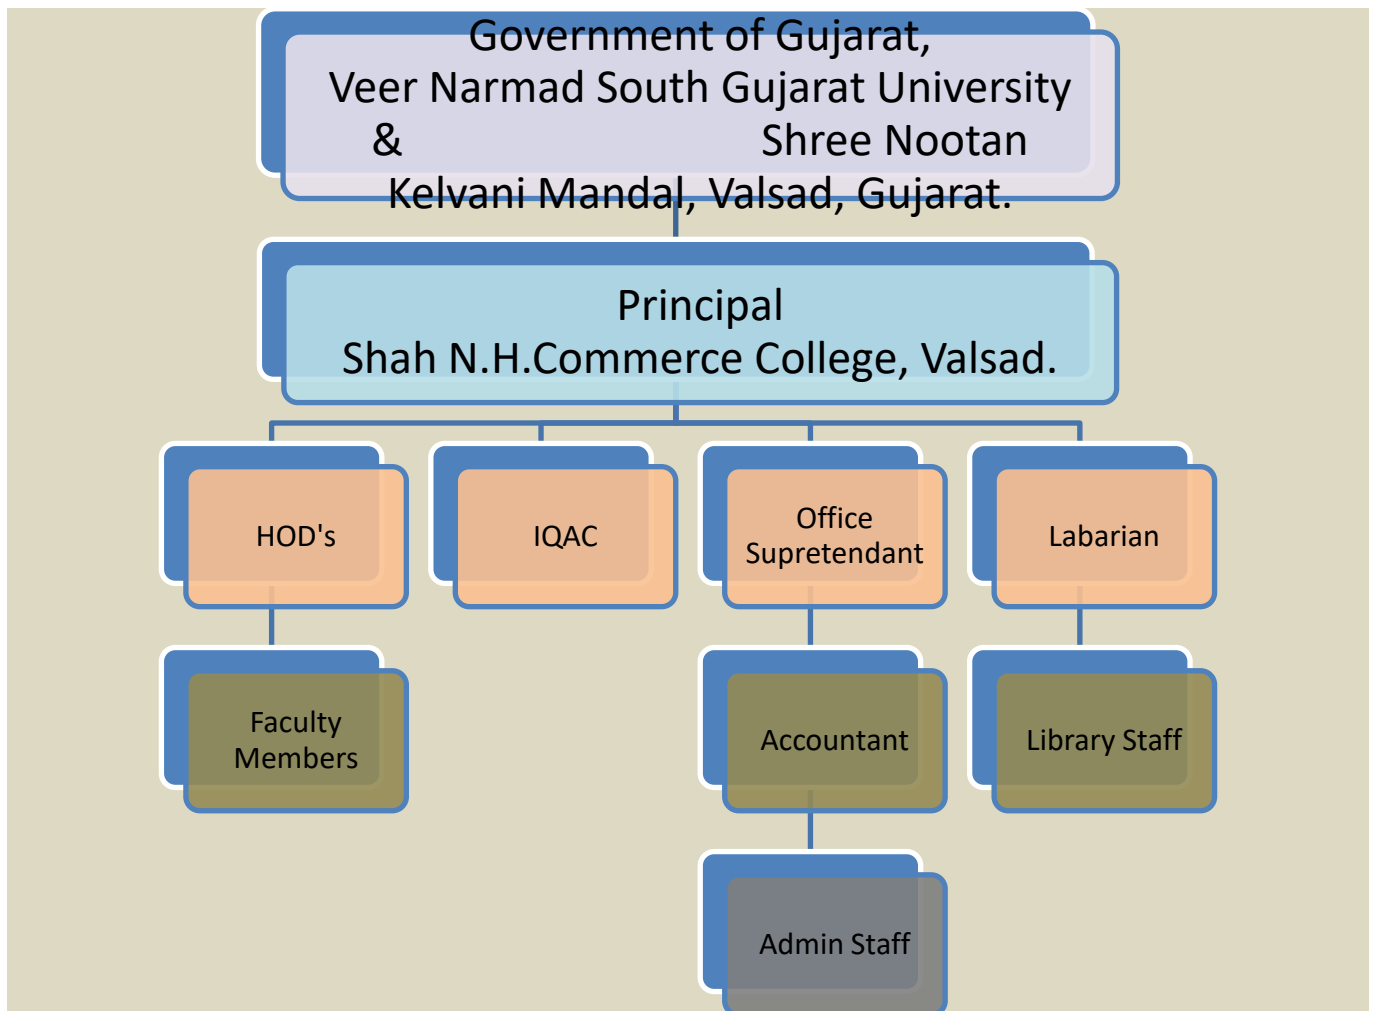 Government of Gujarat,
Veer Narmad South Gujarat University
& Shree Nootan
Kelvani Mandal, Valsad, Gujarat.
Principal
Shah N.H.Commerce College, Valsad.
HOD's
IQAC
Office
Supretendant
Labarian
Faculty
Members
Accountant
Library Staff
Admin Staff